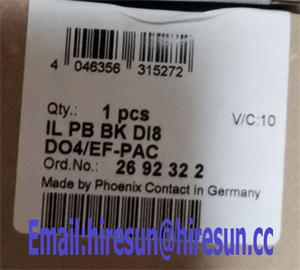 4 046356 315272
Qty.: 1 pcs
V/C:10
IL PB BK DI8
DO4/EF-PAC
Ord.No.: 26 92 32 2
Made by Phoenix Contact in Germany
Email:hiresun@hiresun.cc